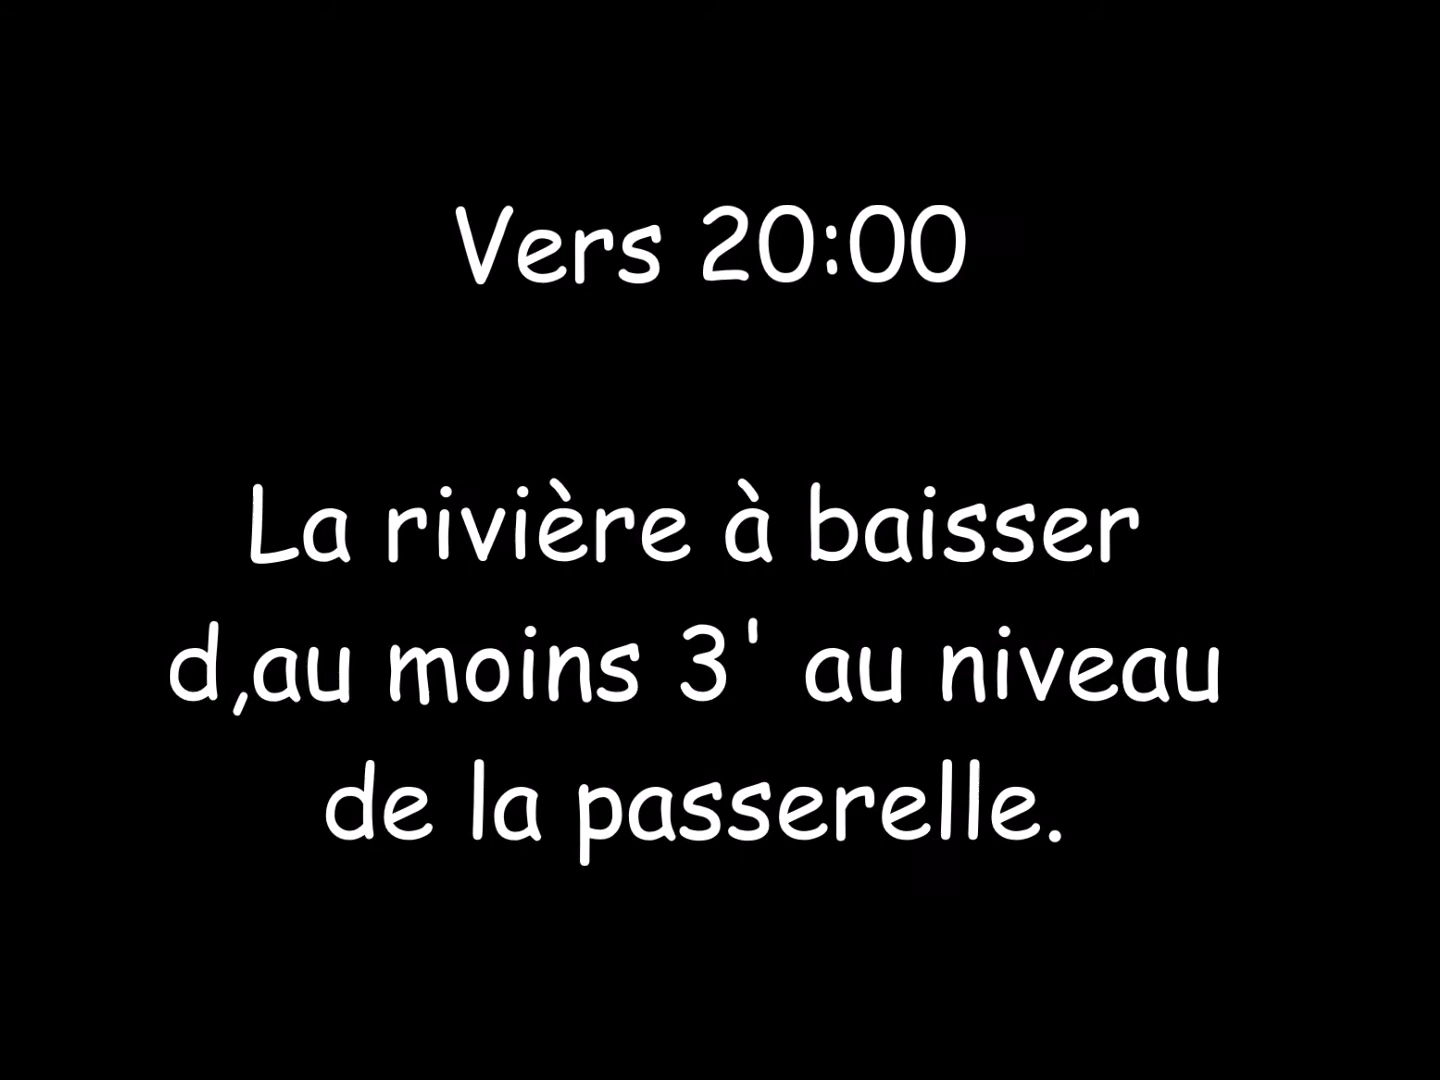 Vers 20:00
La rivière à baisser
d,au moins 3' au niveau
de la passerelle.